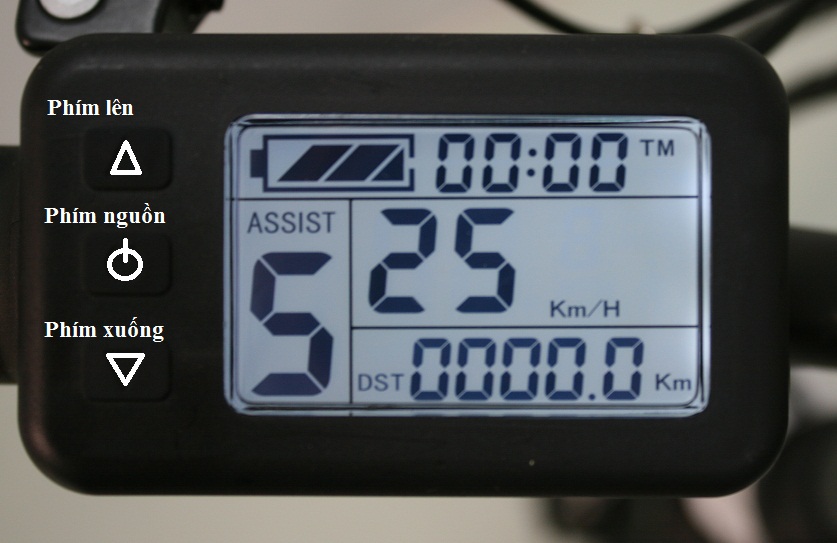 Phím lên
00:00 TM
Phím nguồn
ASSIST
25
Km/H
5
Phím xuống
DST 0000.0 Km